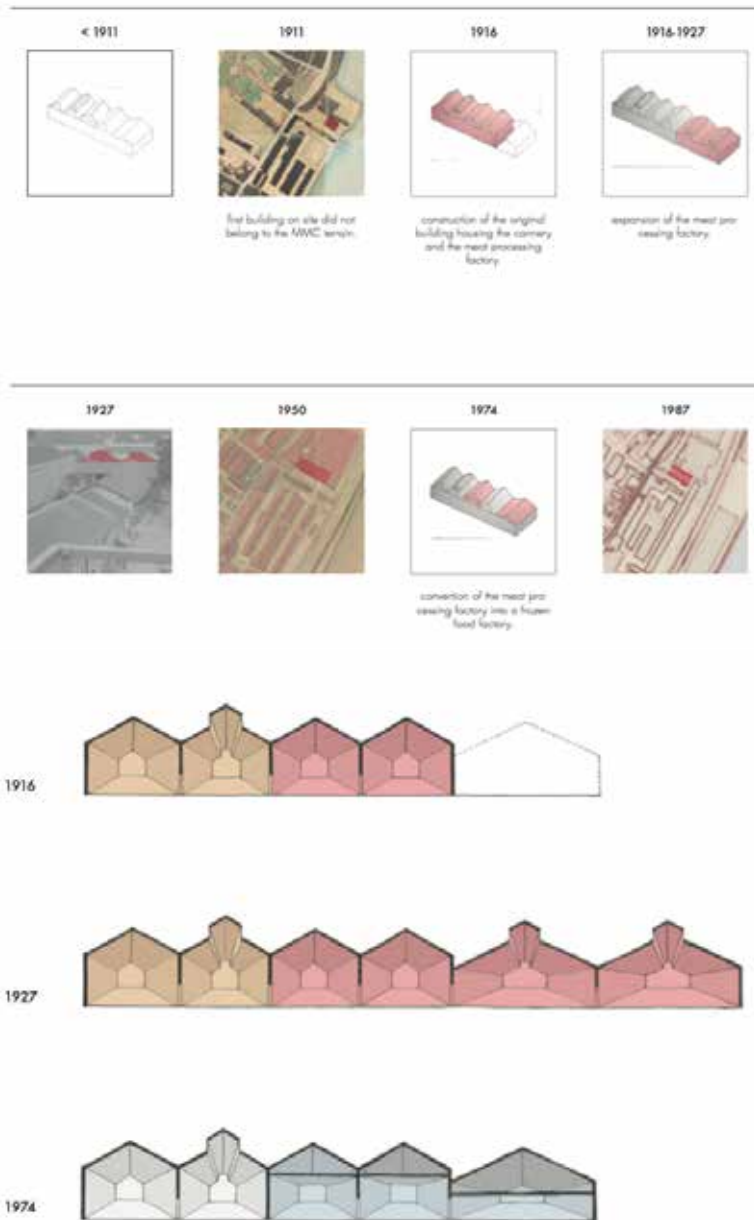 < 1911
1911
1916
1916-1927
first building on site did not
belong to the MMC terrain.
construction of the original
building housing the cannery
and the meat processing
factory.
expansion of the meat pro
cessing factory.
1927
1950
1974
1987
convertion of the meat pro
cessing factory into a frozen
food factory.
1916
1927
1974